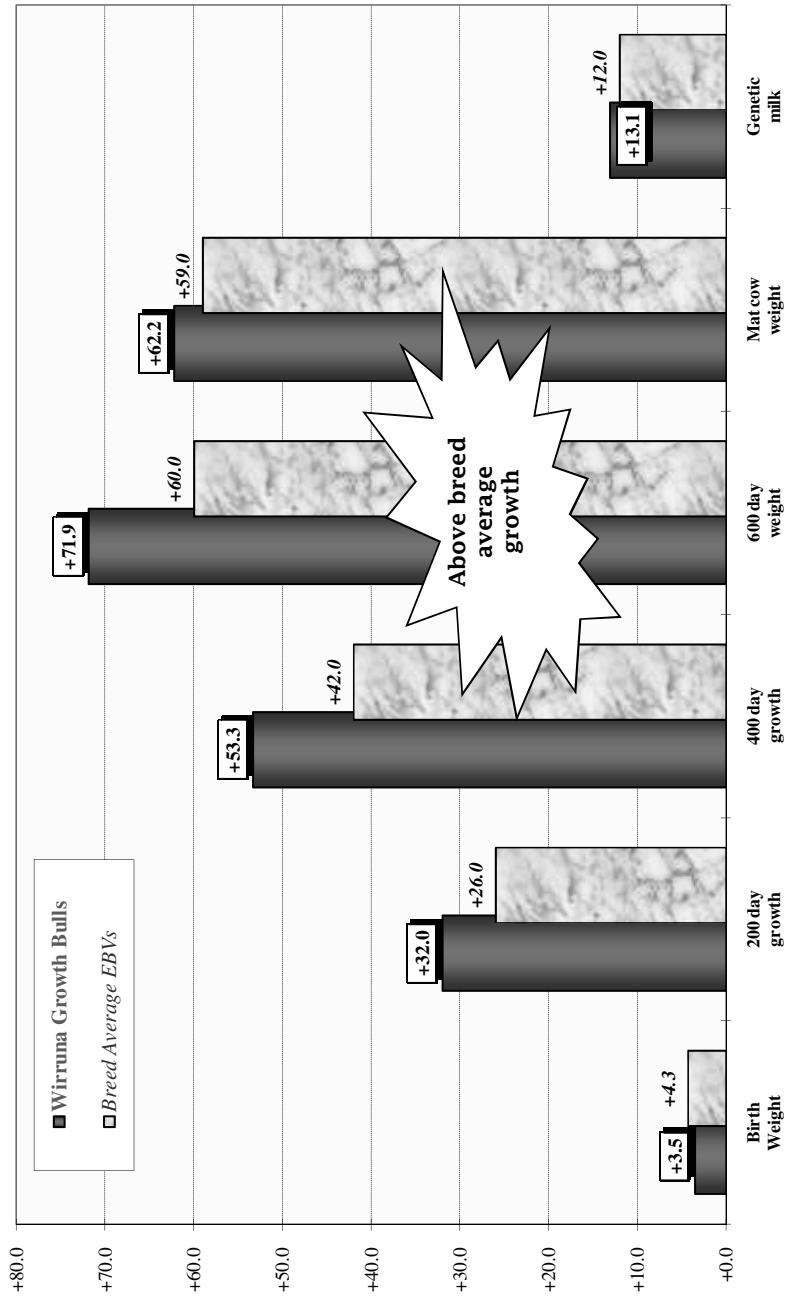 +80.0
+70.0
+60.0
+50.0
+40.0
+30.0
+20.0
+10.0
+0.0
Wirruna Growth Bulls
Breed Average EBVs
+3.5
+4.3
+32.0
+26.0
+53.3
+42.0
+71.9
+60.0
+62.2
+59.0
+13.1
+12.0
Above breed
average
growth
Birth
Weight
200 day
growth
400 day
growth
600 day
weight
Mat cow
weight
Genetic
milk